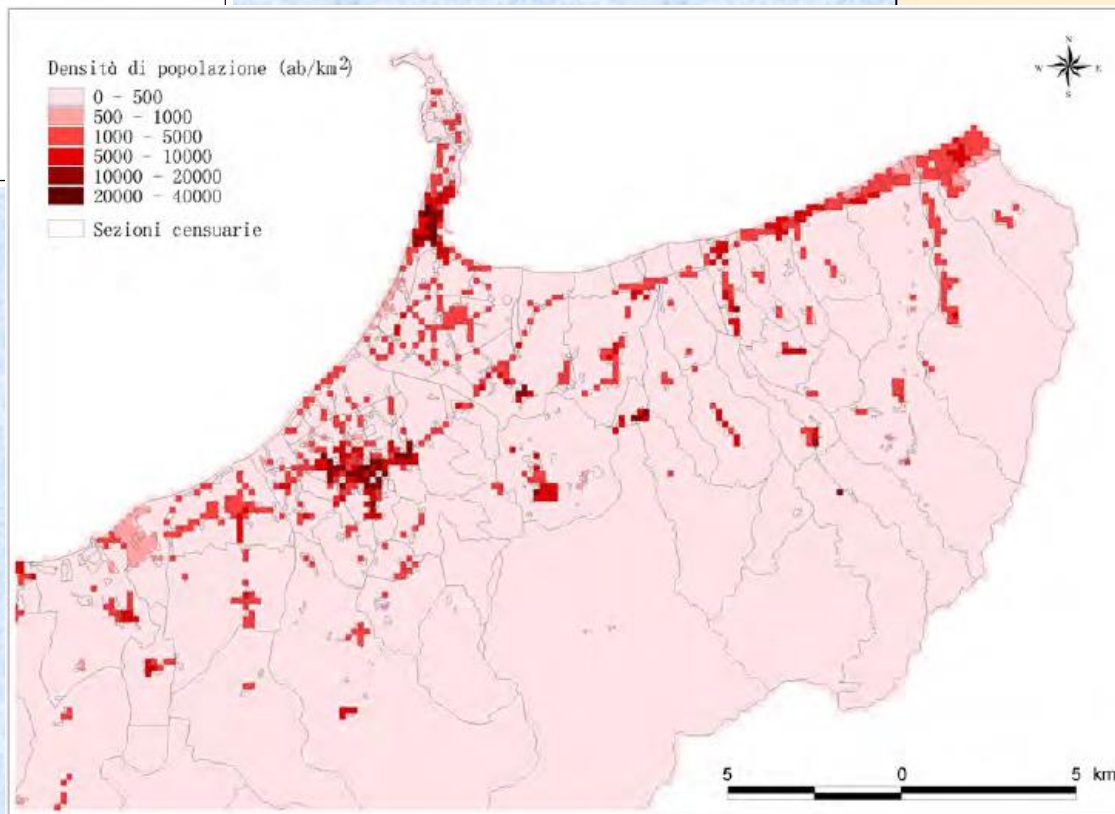 Densità di popolazione (ab/km²)
0 - 500
500 - 1000
1000 - 5000
5000 - 10000
10000 - 20000
20000 - 40000
Sezioni censuarie
N
W E
S
5 0 5 km